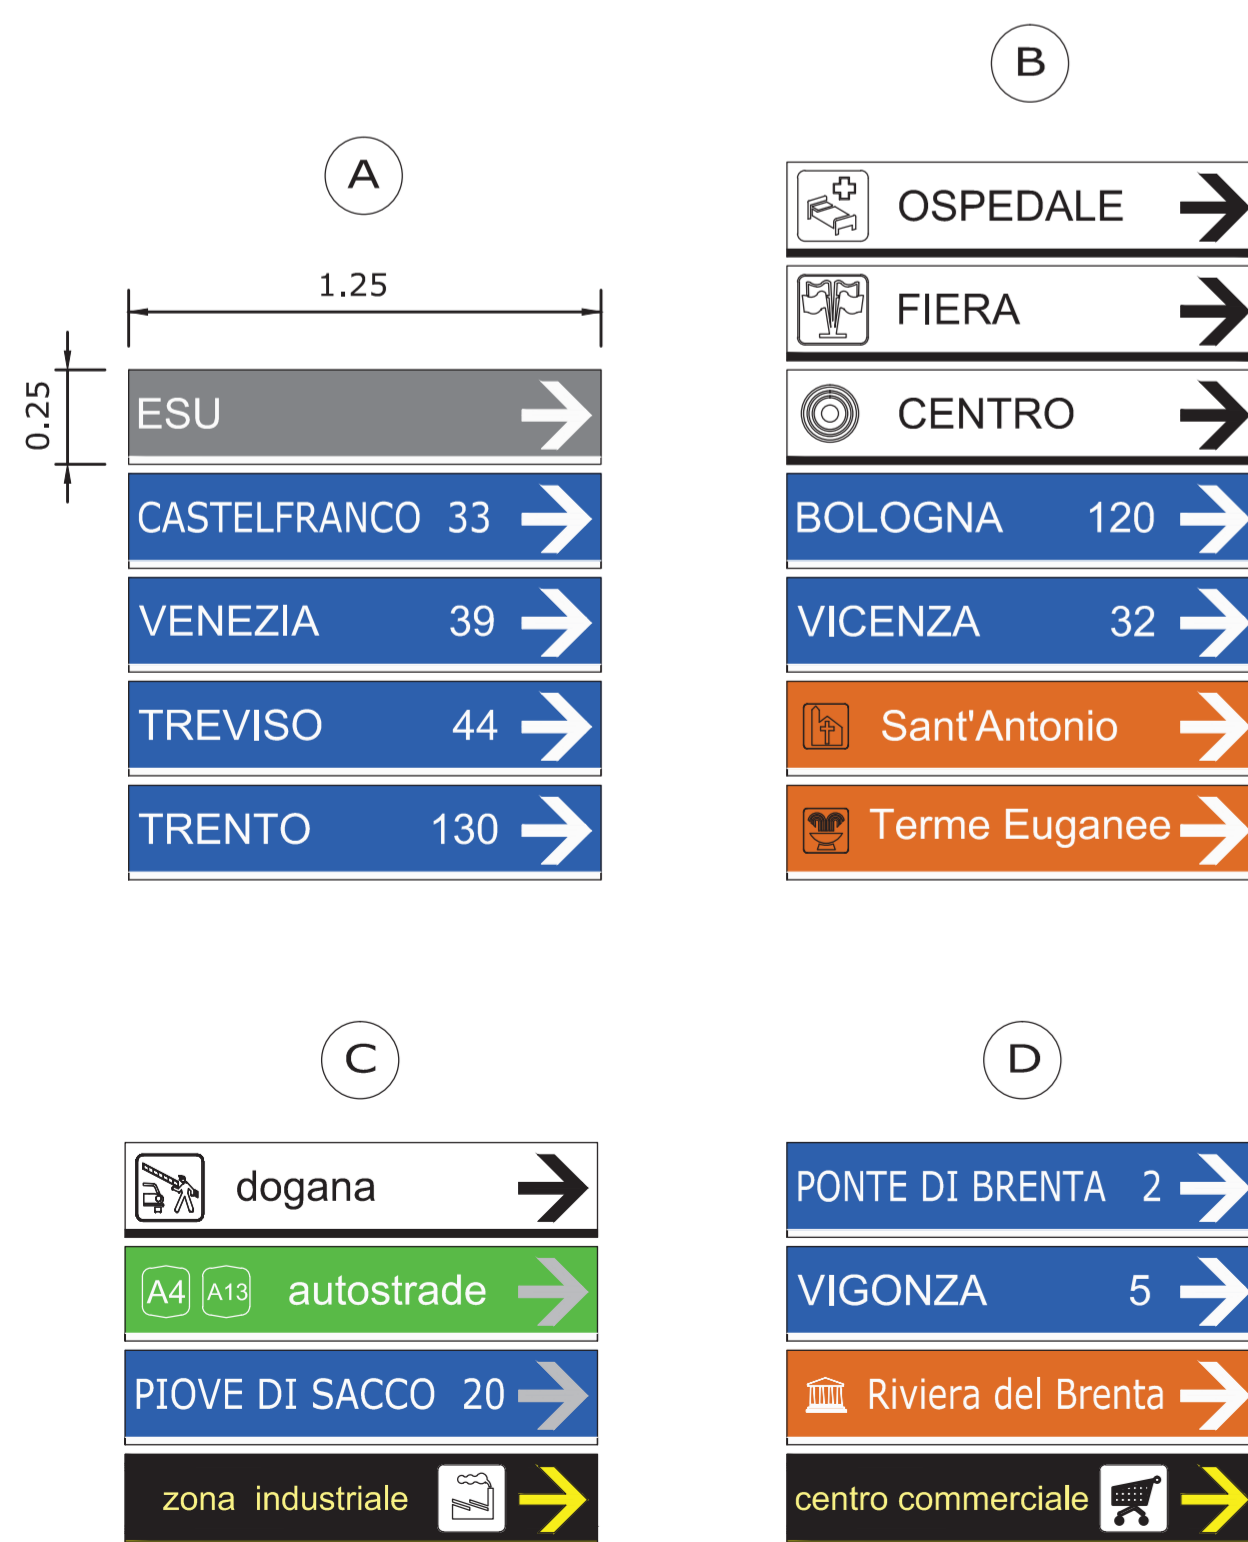 A
1.25
0.25
ESU
CASTELFRANCO 33
VENEZIA 39
TREVISO 44
TRENTO 130
B
OSPEDALE
FIERA
CENTRO
BOLOGNA 120
VICENZA 32
Sant'Antonio
Terme Euganee
C
dogana
A4 A13 autostrade
PIOVE DI SACCO 20
zona industriale
D
PONTE DI BRENTA 2
VIGONZA 5
Riviera del Brenta
centro commerciale